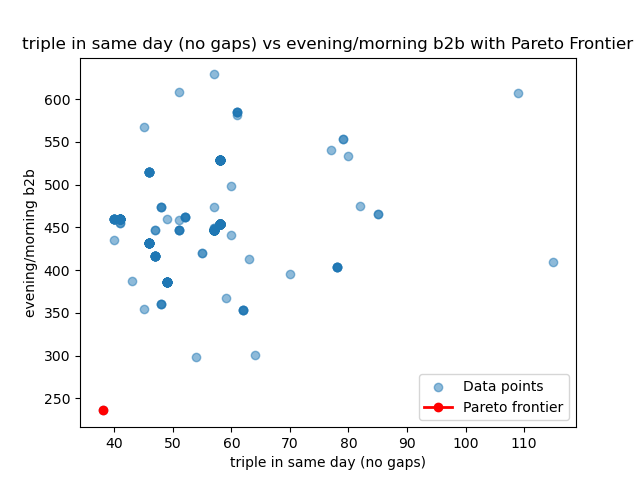 triple in same day (no gaps) vs evening/morning b2b with Pareto Frontier
600
550
500
450
400
350
300
250
evening/morning b2b
40 50 60 70 80 90 100 110
triple in same day (no gaps)
Data points
Pareto frontier